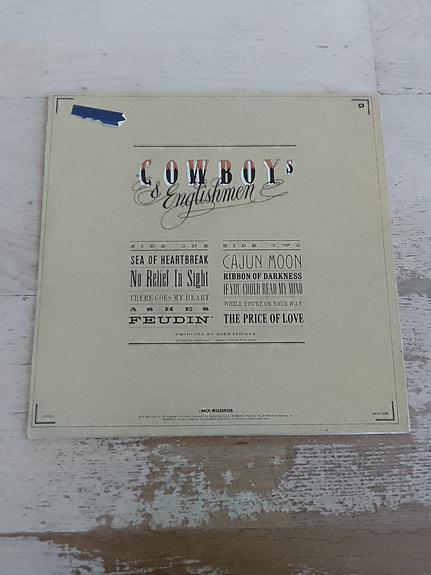 COWBOYS
& Englishmen
SIDE ONE
SEA OF HEARTBREAK
No Relief In Sight
THERE GOES MY HEART
ASHES
FEUDIN'
SIDE TWO
CAJUN MOON
RIBBON OF DARKNESS
IF YOU COULD READ MY MIND
WHILE YOU'RE ON YOUR WAY
THE PRICE OF LOVE
PRODUCED BY
MCA RECORDS